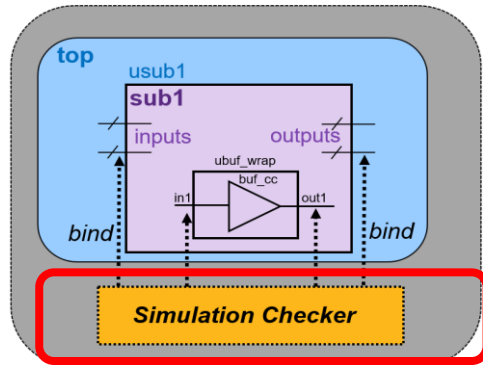 top
usub1
sub1
inputs
outputs
ubuf_wrap
buf_cc
in1
out1
bind
bind
Simulation Checker